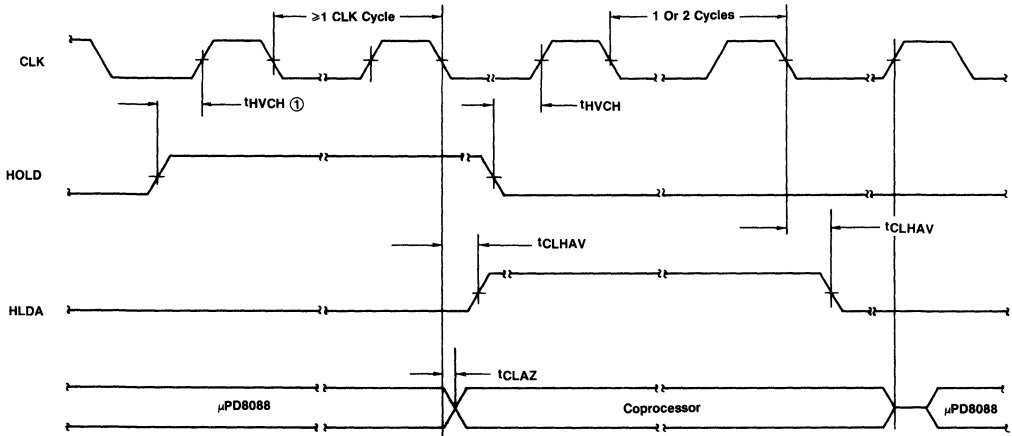 ≥1 CLK Cycle
1 Or 2 Cycles
CLK
tHVCH ①
tHVCH
HOLD
tCLHAV
tCLHAV
HLDA
tCLAZ
µPD8088
Coprocessor
µPD8088